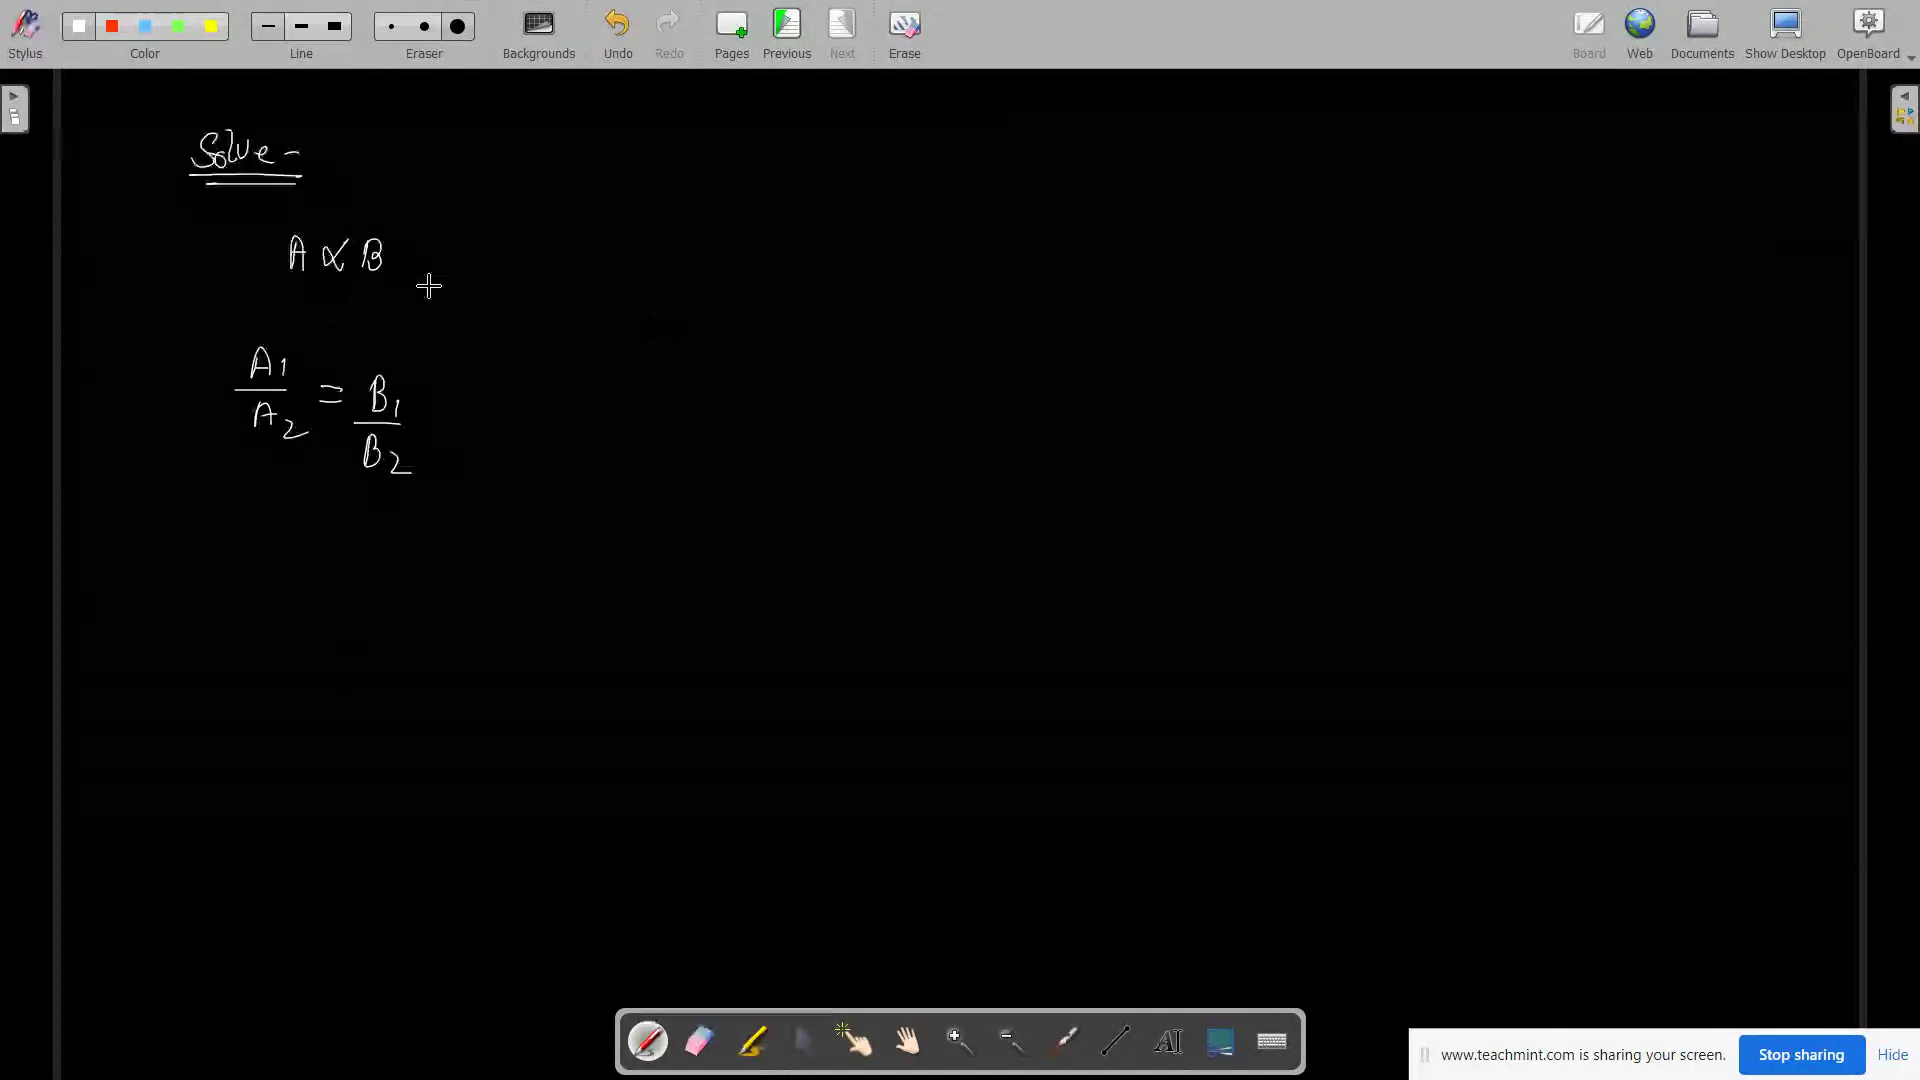 Stylus Color Line Eraser Backgrounds Undo Redo Pages Previous Next Erase Board Web Documents Show Desktop OpenBoard
Solve -
A ∝ B
A1/A2 = B1/B2
www.teachmint.com is sharing your screen. Stop sharing Hide